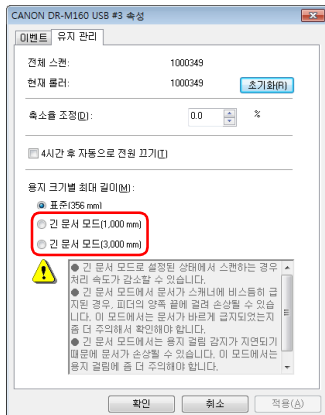 CANON DR-M160 USB #3 속성
이벤트 유지 관리
전체 스캔: 1000349
현재 롤러: 1000349 초기화(R)
축소율 조정(D): 0.0 %
4시간 후 자동으로 전원 끄기(T)
용지 크기별 최대 길이(M):
표준(356 mm)
긴 문서 모드(1,000 mm)
긴 문서 모드(3,000 mm)
● 긴 문서 모드로 설정된 상태에서 스캔하는 경우
처리 속도가 감소할 수 있습니다.
● 긴 문서 모드에서 문서가 스캐너에 비스듬히 급
지된 경우, 피더의 양쪽 끝에 걸려 손상될 수 있습
니다. 이 모드에서는 문서가 바르게 급지되었는지
좀 더 주의해서 확인해야 합니다.
● 긴 문서 모드에서는 용지 걸림 감지가 지연되기
때문에 문서가 손상될 수 있습니다. 이 모드에서는
용지 걸림에 좀 더 주의해야 합니다.
확인 취소 적용(A)